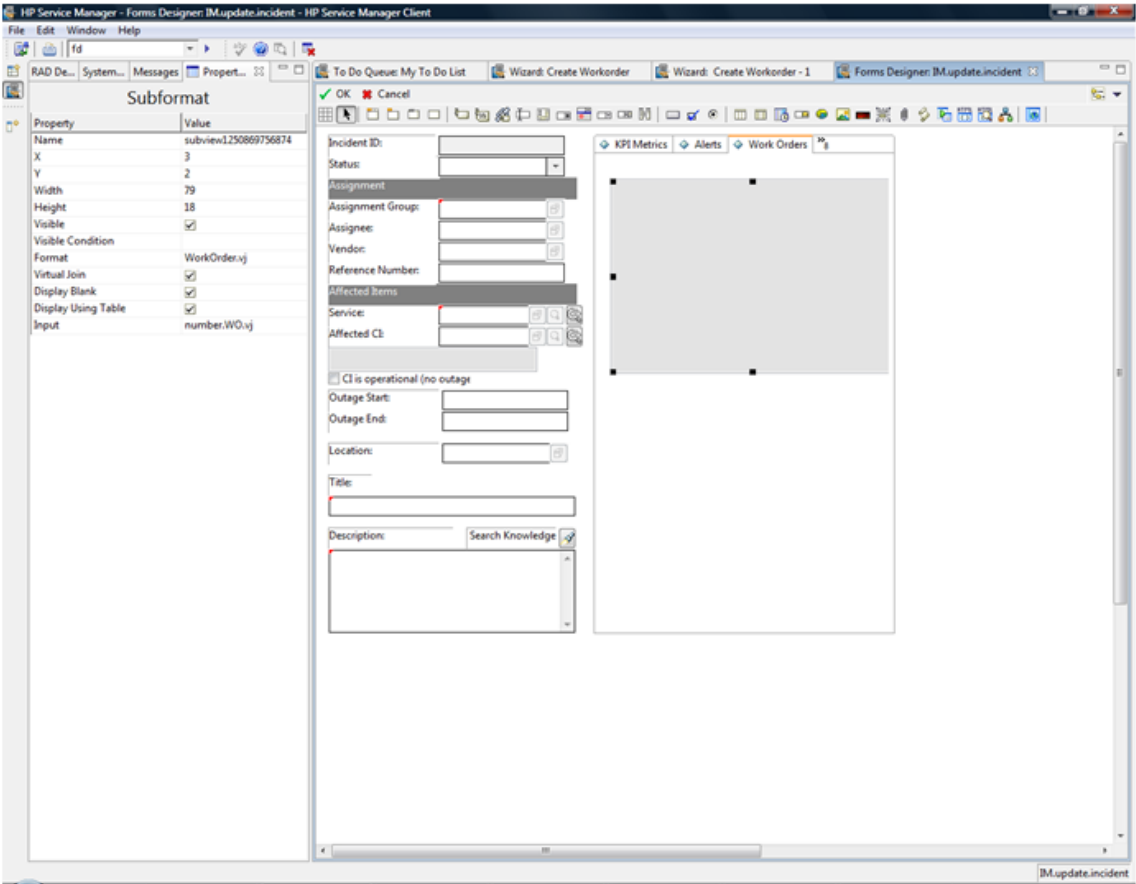 HP Service Manager - Forms Designer: IM.update.incident - HP Service Manager Client
File Edit Window Help
fd
RAD De... System... Messages Propert...
To Do Queue: My To Do List Wizard: Create Workorder Wizard: Create Workorder - 1 Forms Designer: IM.update.incident
Subformat
OK Cancel
Property Value
Name subview1250869756874
X 3
Y 2
Width 79
Height 18
Visible
Visible Condition
Format WorkOrder.vj
Virtual Join
Display Blank
Display Using Table
Input number.WO.vj
Incident ID:
Status:
Assignment
Assignment Group:
Assignee:
Vendor:
Reference Number:
Affected Items
Service:
Affected CI:
CI is operational (no outage
Outage Start:
Outage End:
Location:
Title:
Description: Search Knowledge
KPI Metrics Alerts Work Orders »8
IM.update.incident